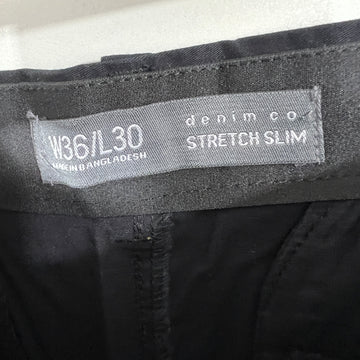 W36/L30
MADE IN BANGLADESH
denim co
STRETCH SLIM